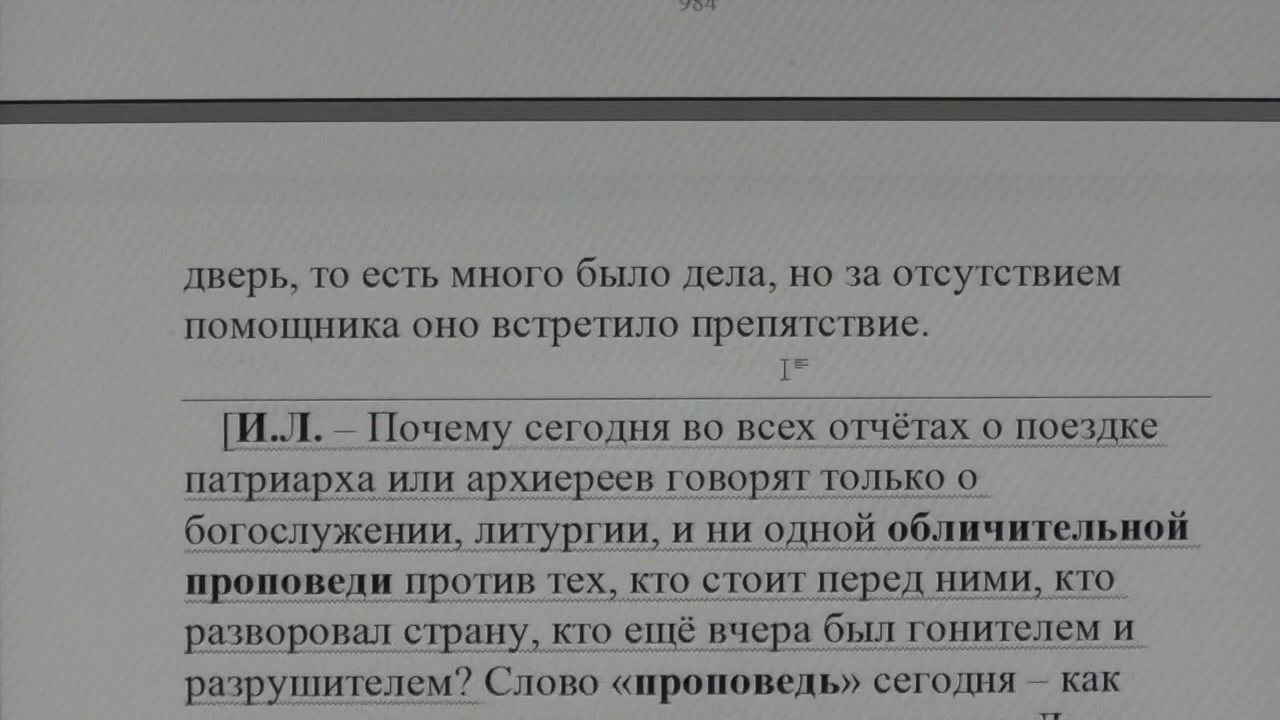 984
дверь, то есть много было дела, но за отсутствием
помощника оно встретило препятствие.
[И.Л. – Почему сегодня во всех отчётах о поездке
патриарха или архиереев говорят только о
богослужении, литургии, и ни одной обличительной
проповеди против тех, кто стоит перед ними, кто
разворовал страну, кто ещё вчера был гонителем и
разрушителем? Слово «проповедь» сегодня – как